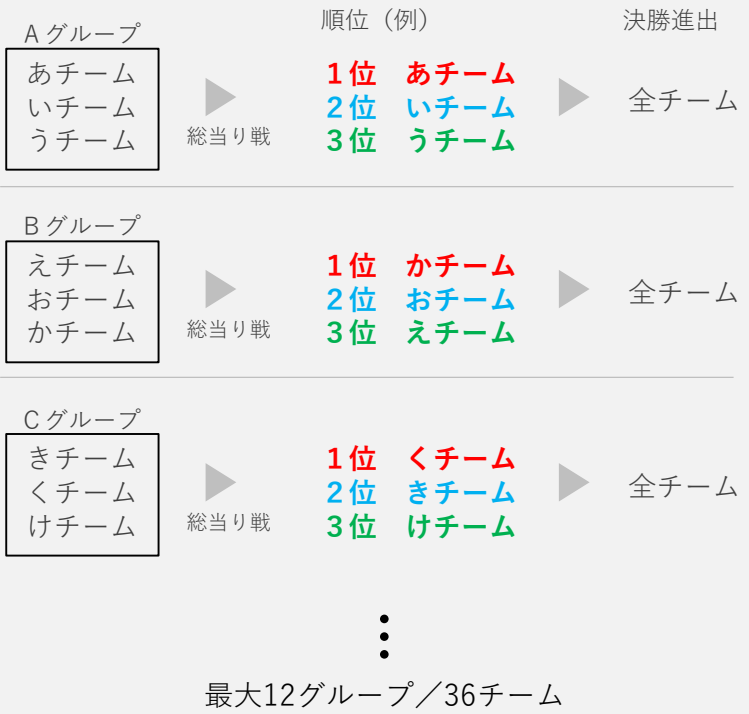 順位（例）
決勝進出
Aグループ
あチーム
いチーム
うチーム
総当り戦
1位 あチーム
2位 いチーム
3位 うチーム
全チーム
Bグループ
えチーム
おチーム
かチーム
総当り戦
1位 かチーム
2位 おチーム
3位 えチーム
全チーム
Cグループ
きチーム
くチーム
けチーム
総当り戦
1位 くチーム
2位 きチーム
3位 けチーム
全チーム
最大12グループ／36チーム